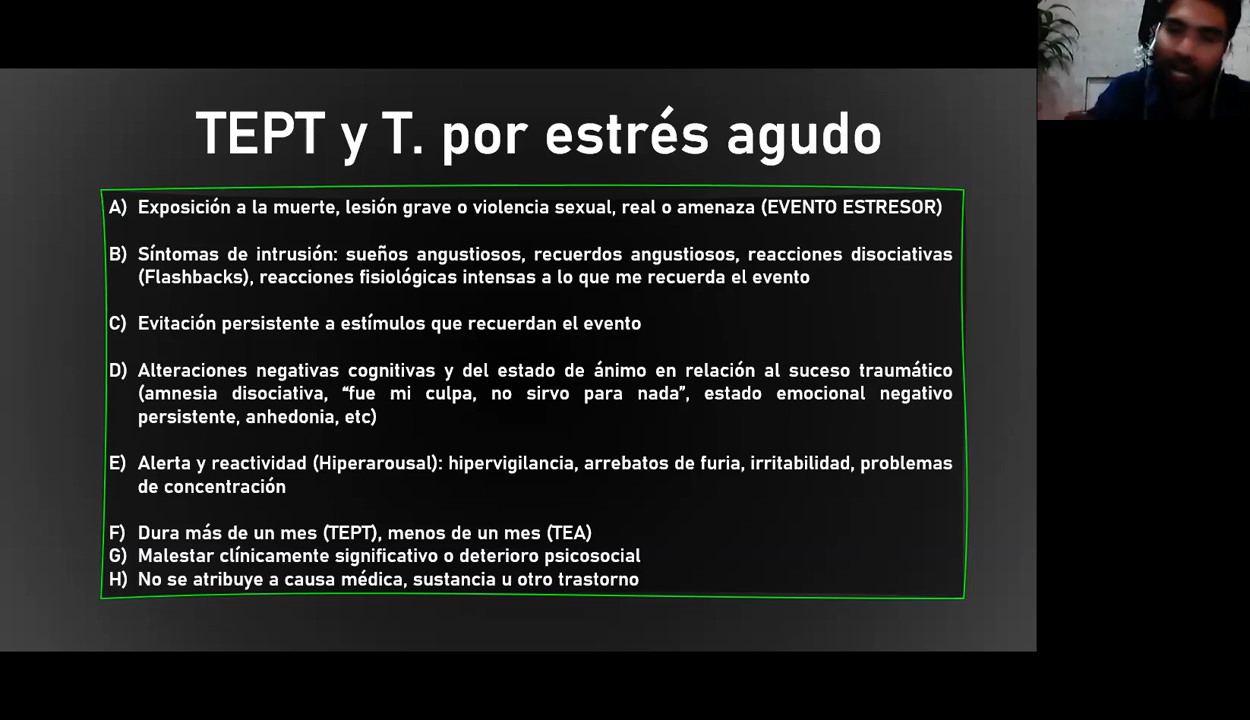 TEPT y T. por estrés agudo
A) Exposición a la muerte, lesión grave o violencia sexual, real o amenaza (EVENTO ESTRESOR)
B) Síntomas de intrusión: sueños angustiosos, recuerdos angustiosos, reacciones disociativas
(Flashbacks), reacciones fisiológicas intensas a lo que me recuerda el evento
C) Evitación persistente a estímulos que recuerdan el evento
D) Alteraciones negativas cognitivas y del estado de ánimo en relación al suceso traumático
(amnesia disociativa, “fue mi culpa, no sirvo para nada”, estado emocional negativo
persistente, anhedonia, etc)
E) Alerta y reactividad (Hiperarousal): hipervigilancia, arrebatos de furia, irritabilidad, problemas
de concentración
F) Dura más de un mes (TEPT), menos de un mes (TEA)
G) Malestar clínicamente significativo o deterioro psicosocial
H) No se atribuye a causa médica, sustancia u otro trastorno